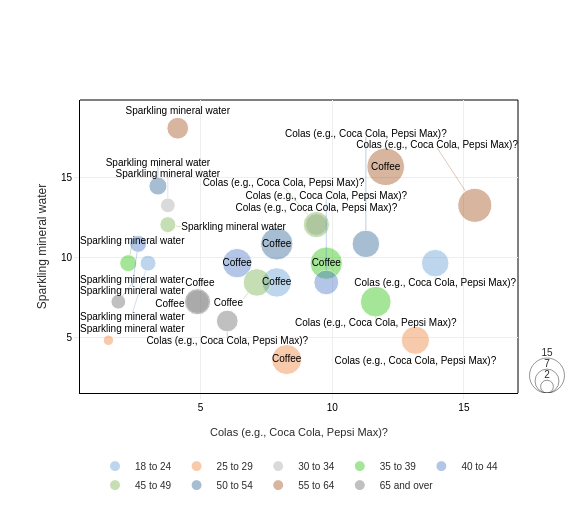 Sparkling mineral water
Colas (e.g., Coca Cola, Pepsi Max)?
Colas (e.g., Coca Cola, Pepsi Max)?
Sparkling mineral water
Coffee
Sparkling mineral water
15
Colas (e.g., Coca Cola, Pepsi Max)?
Colas (e.g., Coca Cola, Pepsi Max)?
Colas (e.g., Coca Cola, Pepsi Max)?
Sparkling mineral water
Sparkling mineral water
Coffee
10
Coffee
Coffee
Sparkling mineral water
Coffee
Coffee
Colas (e.g., Coca Cola, Pepsi Max)?
Sparkling mineral water
Coffee
Coffee
Sparkling mineral water
Colas (e.g., Coca Cola, Pepsi Max)?
Sparkling mineral water
5
Colas (e.g., Coca Cola, Pepsi Max)?
Coffee
Colas (e.g., Coca Cola, Pepsi Max)?
15
7
2
5
10
15
Sparkling mineral water
Colas (e.g., Coca Cola, Pepsi Max)?
18 to 24
25 to 29
30 to 34
35 to 39
40 to 44
45 to 49
50 to 54
55 to 64
65 and over